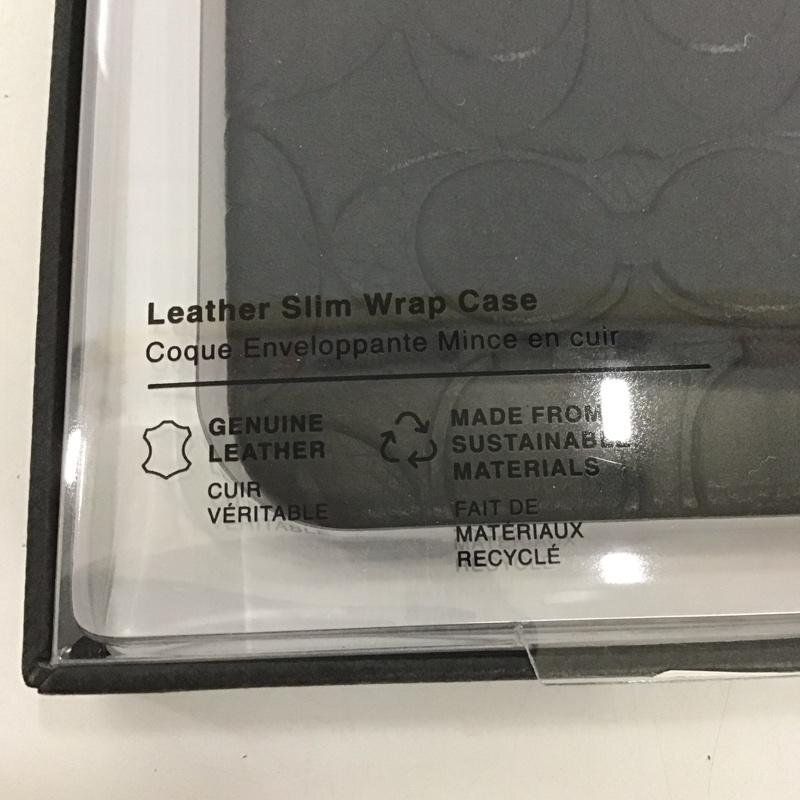 Leather Slim Wrap Case
Coque Enveloppante Mince en cuir
GENUINE
LEATHER
CUIR
VÉRITABLE
MADE FROM
SUSTAINABLE
MATERIALS
FAIT DE
MATÉRIAUX
RECYCLÉ